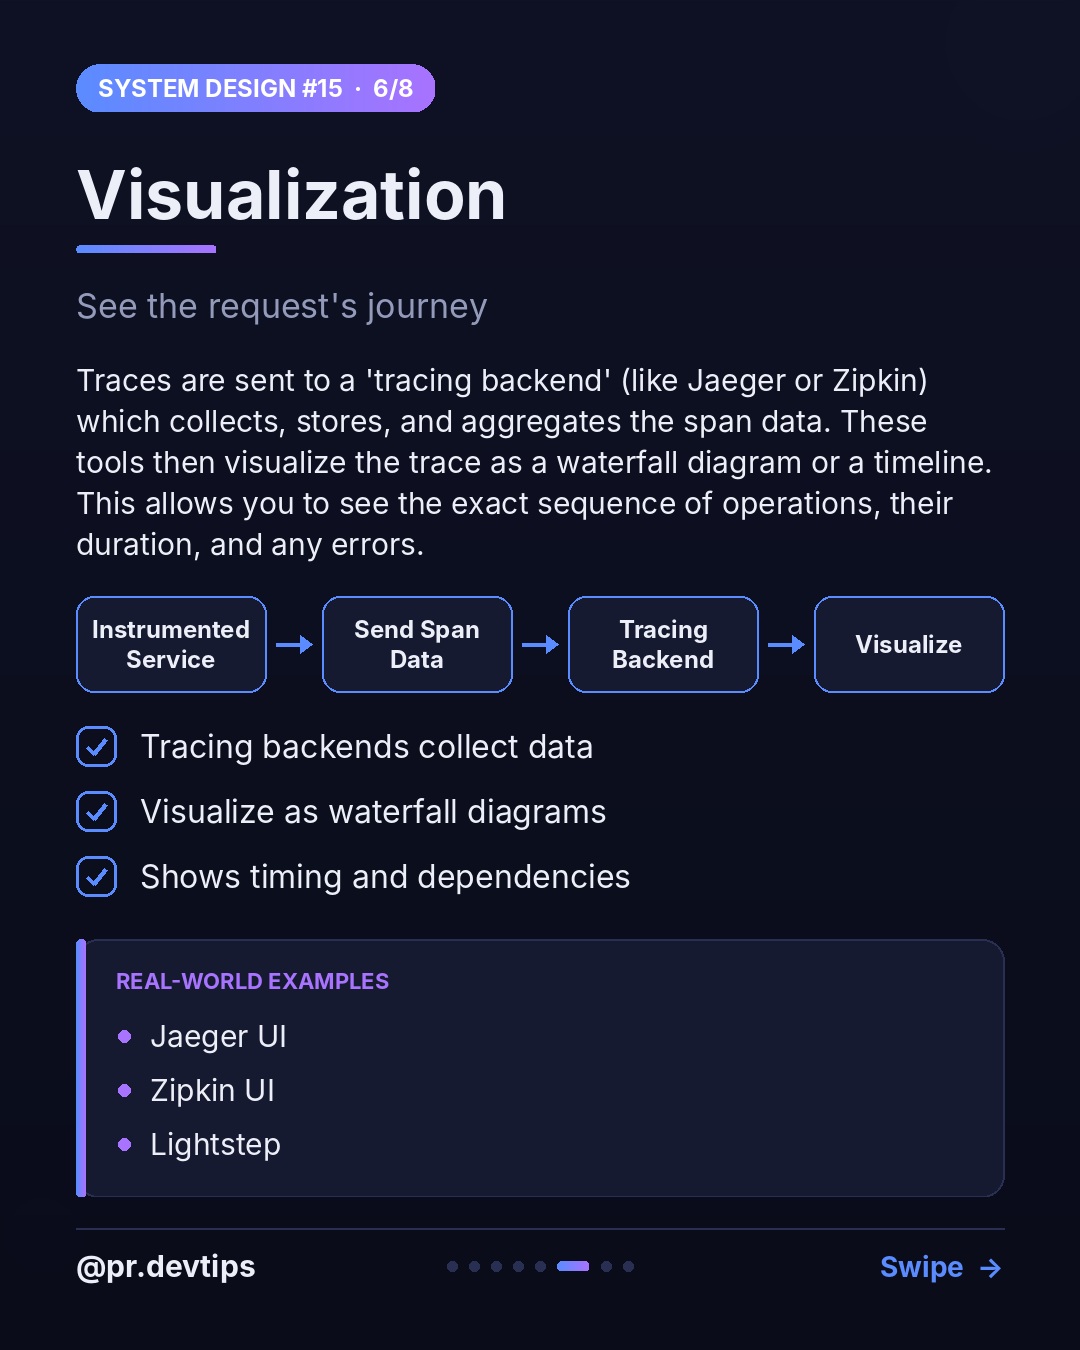 SYSTEM DESIGN #15 · 6/8
Visualization
See the request's journey
Traces are sent to a 'tracing backend' (like Jaeger or Zipkin)
which collects, stores, and aggregates the span data. These
tools then visualize the trace as a waterfall diagram or a timeline.
This allows you to see the exact sequence of operations, their
duration, and any errors.
Instrumented
Service
Send Span
Data
Tracing
Backend
Visualize
Tracing backends collect data
Visualize as waterfall diagrams
Shows timing and dependencies
REAL-WORLD EXAMPLES
Jaeger UI
Zipkin UI
Lightstep
@pr.devtips
Swipe →